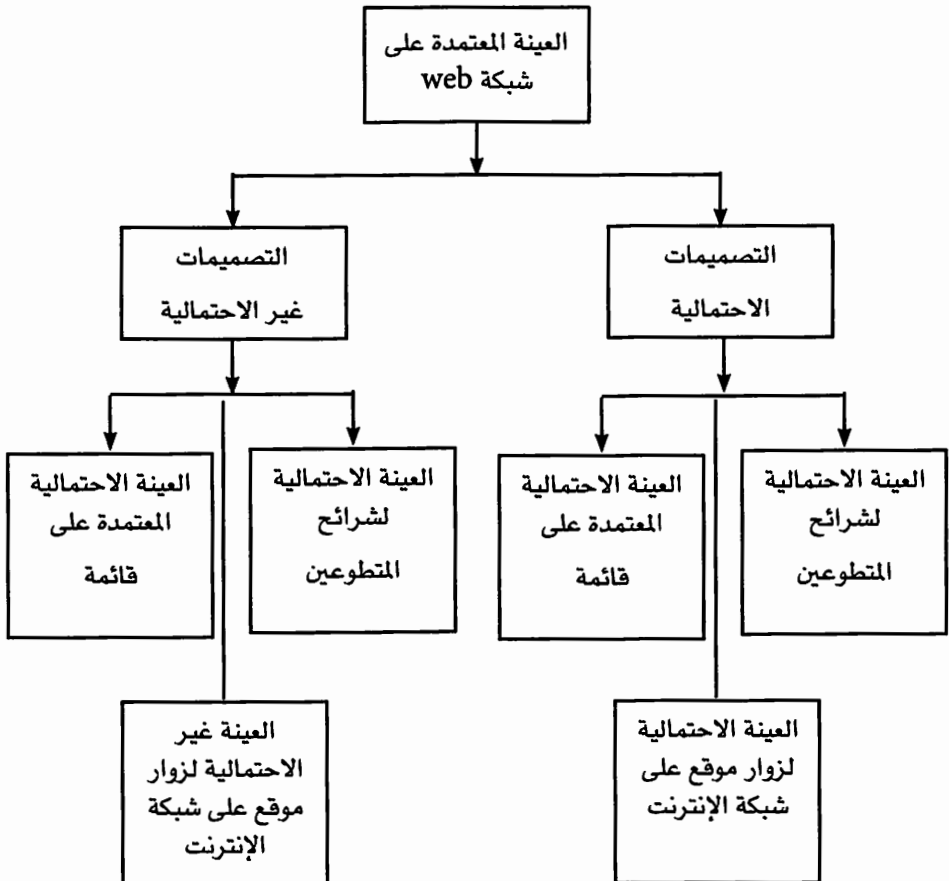 العينة المعتمدة على
شبكة web
التصميمات
الاحتمالية
التصميمات
غير الاحتمالية
العينة الاحتمالية
لشرائح
المتطوعين
العينة الاحتمالية
المعتمدة على
قائمة
العينة الاحتمالية
لشرائح
المتطوعين
العينة الاحتمالية
المعتمدة على
قائمة
العينة الاحتمالية
لزوار موقع على
شبكة الإنترنت
العينة غير
الاحتمالية لزوار
موقع على شبكة
الإنترنت